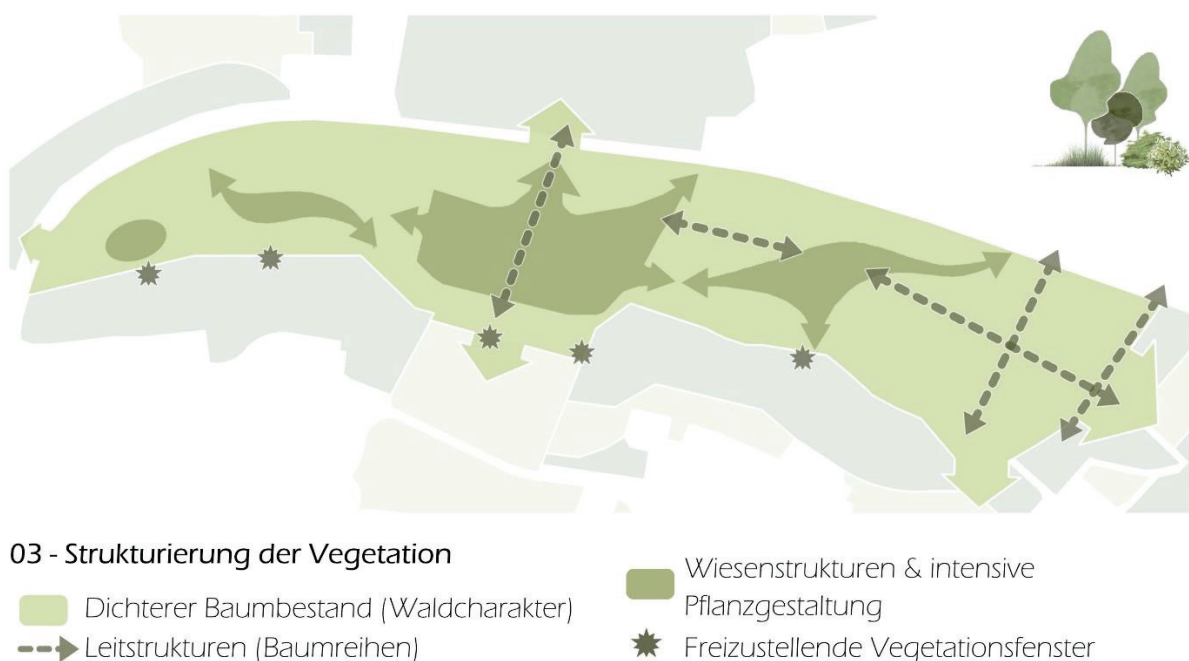 03 - Strukturierung der Vegetation
Dichterer Baumbestand (Waldcharakter)
Leitstrukturen (Baumreihen)
Wiesenstrukturen & intensive
Pflanzgestaltung
Freizustellende Vegetationsfenster